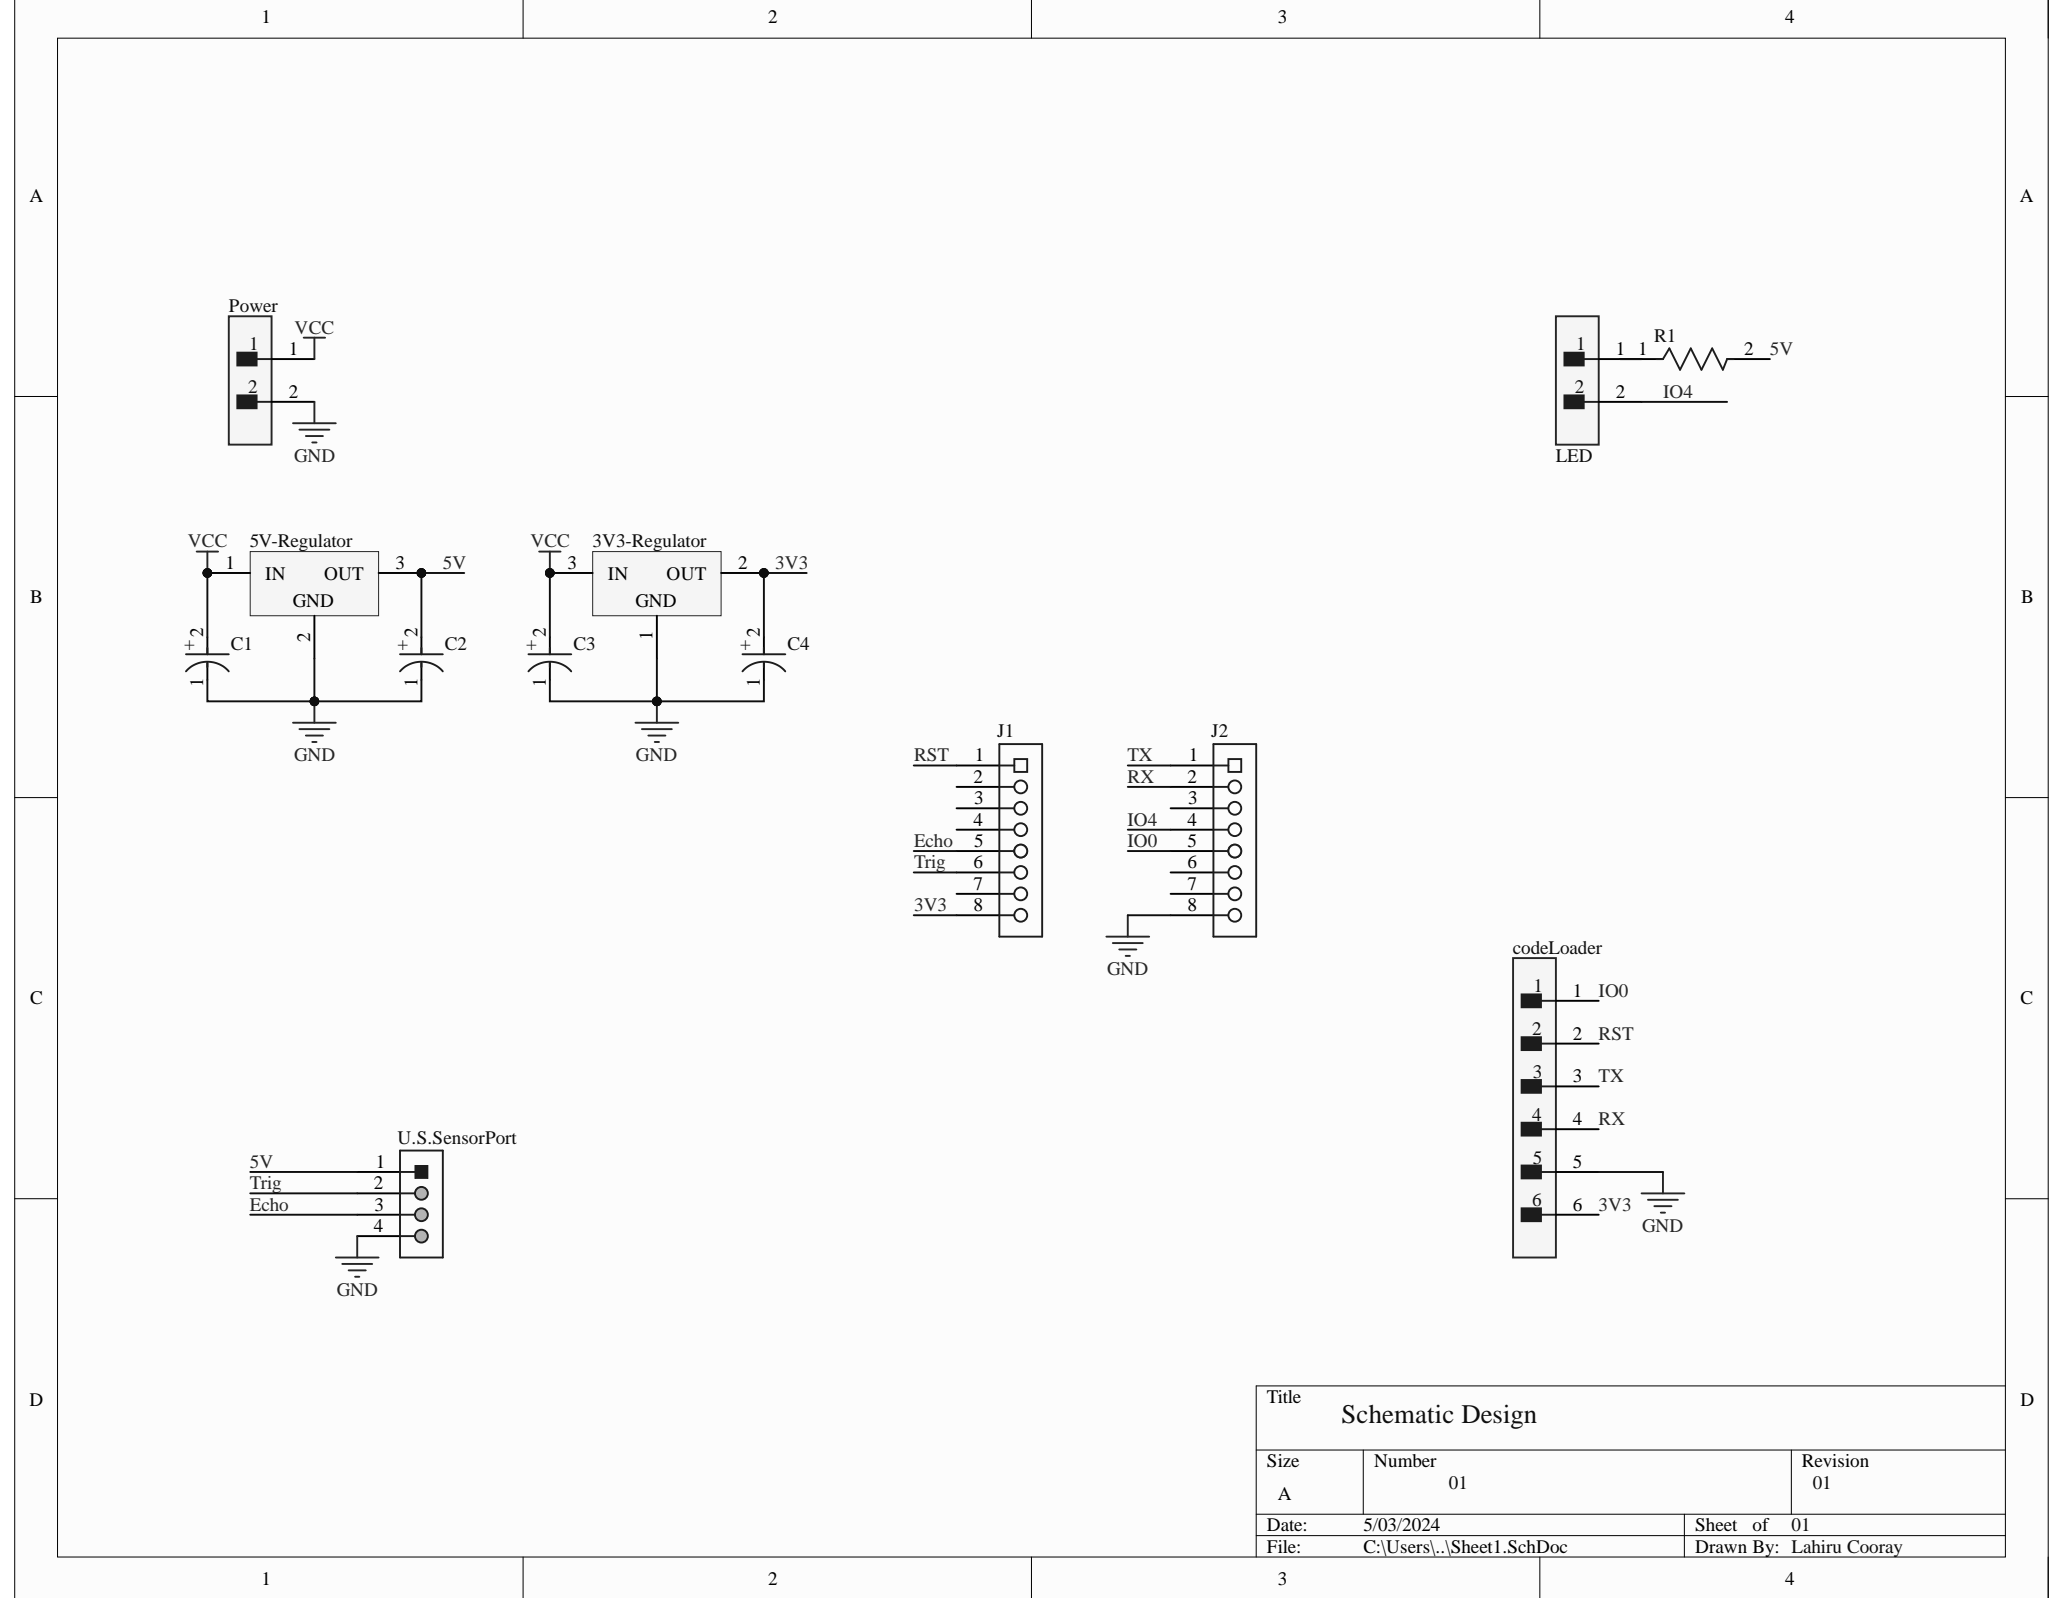 1 2 3 4
A A
Power
VCC
1 1
2 2
GND
R1
1 1 1 2 5V
2 2 IO4
LED
B B
VCC 5V-Regulator
1 IN OUT 3 5V
GND
+ 2 C1 2 + 2 C2
1 1
GND
VCC 3V3-Regulator
3 IN OUT 2 3V3
GND
+ 2 C3 1 + 2 C4
1 1
GND
J1
RST 1
2
3
4
Echo 5
Trig 6
7
3V3 8
J2
TX 1
RX 2
3
IO4 4
IO0 5
6
7
8
GND
C C
codeLoader
1 1 IO0
2 2 RST
3 3 TX
4 4 RX
5 5
6 6 3V3
GND
U.S.SensorPort
5V 1
Trig 2
Echo 3
4
GND
D D
Title
Schematic Design
Size Number Revision
A 01 01
Date: 5/03/2024 Sheet of 01
File: C:\Users\..\Sheet1.SchDoc Drawn By: Lahiru Cooray
1 2 3 4